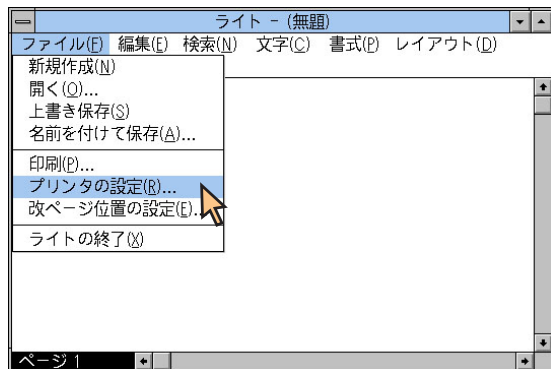 ライト - (無題)
ファイル(F) 編集(E) 検索(N) 文字(C) 書式(P) レイアウト(D)
新規作成(N)
開く(O)...
上書き保存(S)
名前を付けて保存(A)...
印刷(P)...
プリンタの設定(R)...
改ページ位置の設定(E)...
ライトの終了(X)
ページ 1